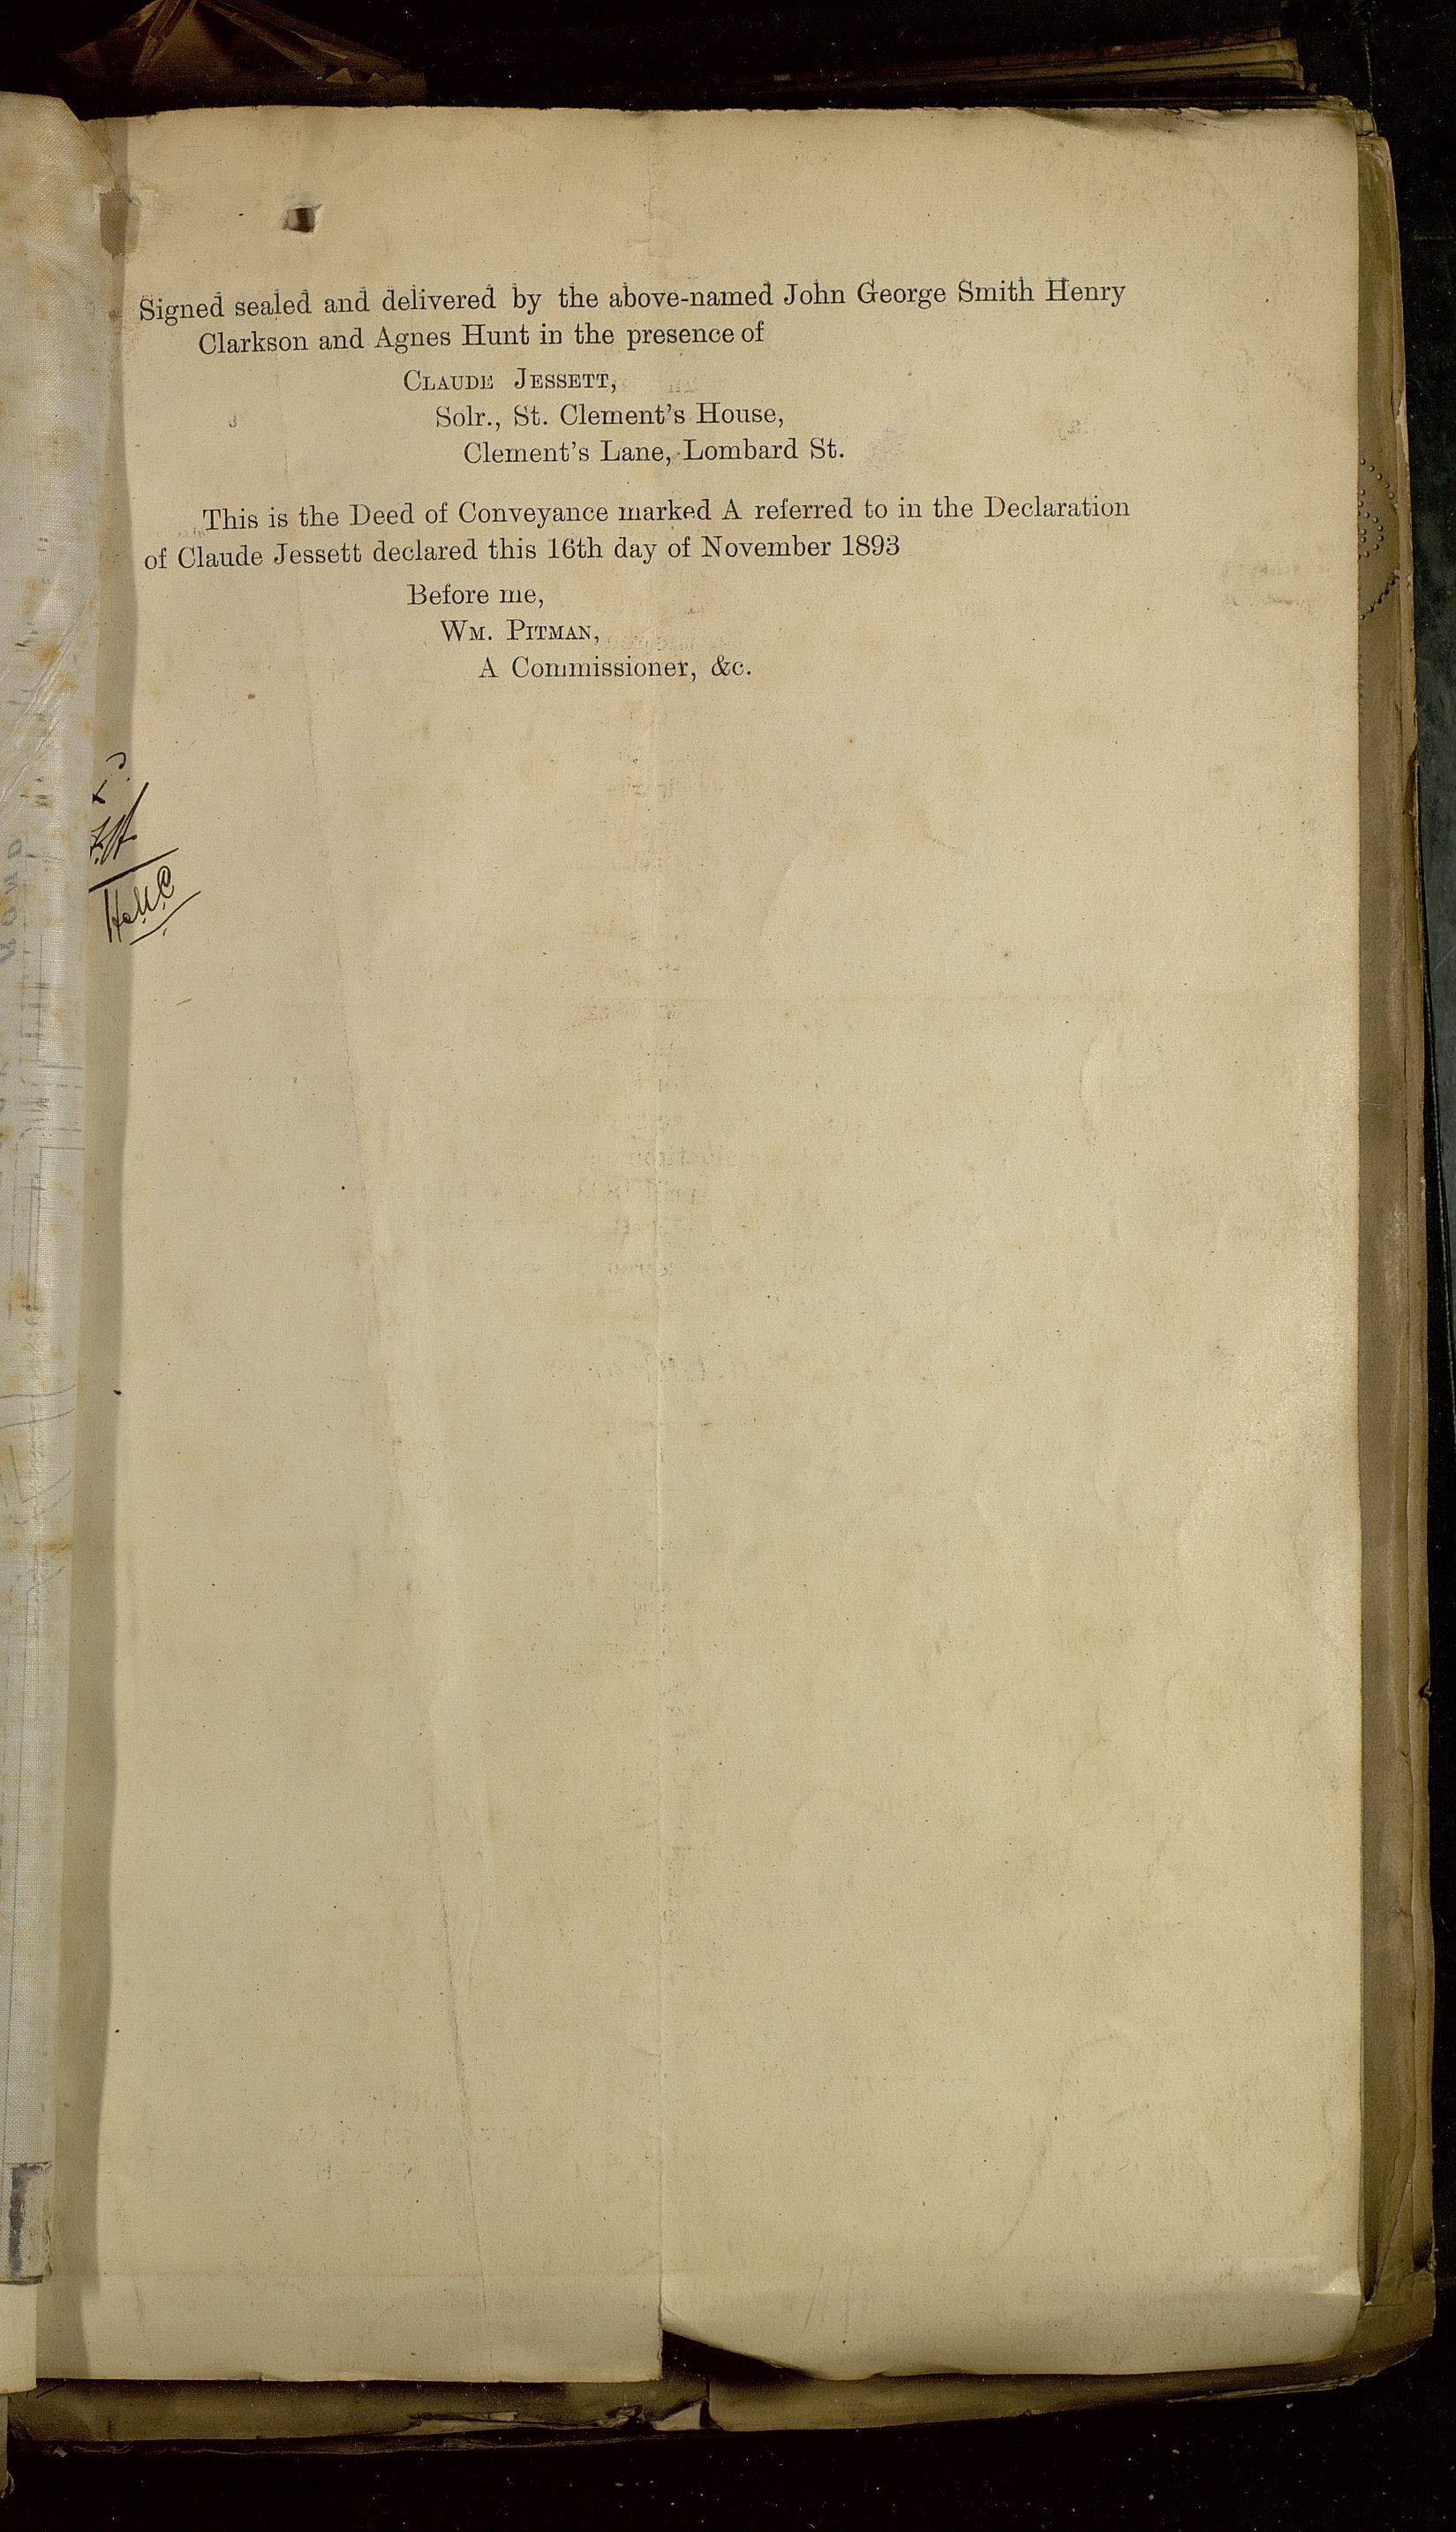 Signed sealed and delivered by the above-named John George Smith Henry
Clarkson and Agnes Hunt in the presence of
CLAUDE JESSETT,
Solr., St. Clement's House,
Clement's Lane, Lombard St.
This is the Deed of Conveyance marked A referred to in the Declaration
of Claude Jessett declared this 16th day of November 1893
Before me,
WM. PITMAN,
A Commissioner, &c.